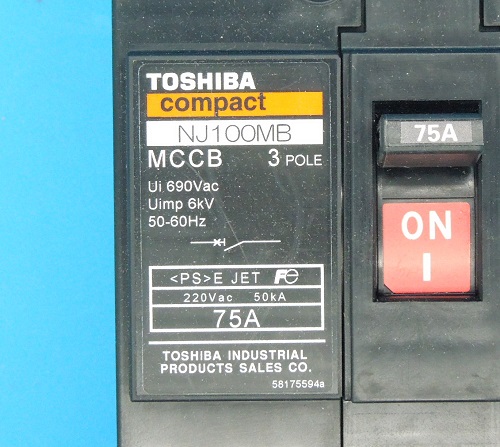 TOSHIBA
compact
NJ100MB
MCCB 3 POLE
Ui 690Vac
Uimp 6kV
50-60Hz
<PS>E JET Fe
220Vac 50kA
75A
TOSHIBA INDUSTRIAL
PRODUCTS SALES CO.
58175594a
75A
ON
I